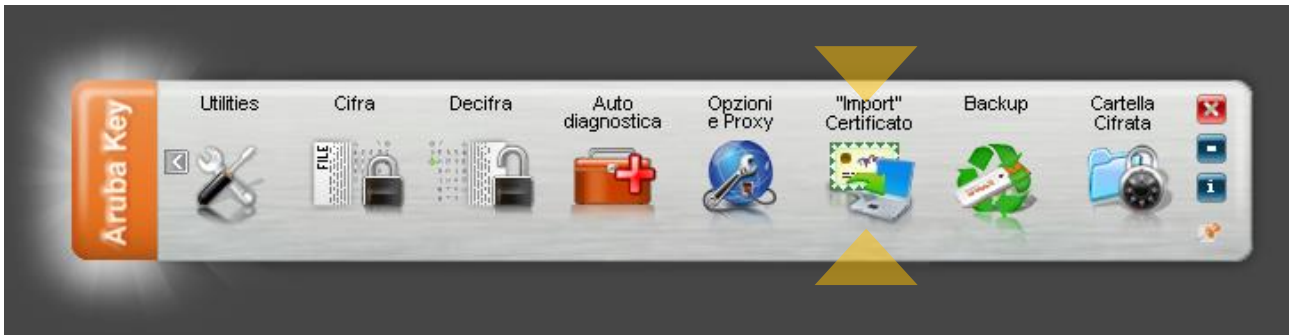 Aruba Key
Utilities
Cifra
Decifra
Auto
diagnostica
Opzioni
e Proxy
"Import"
Certificato
Backup
Cartella
Cifrata
FILE